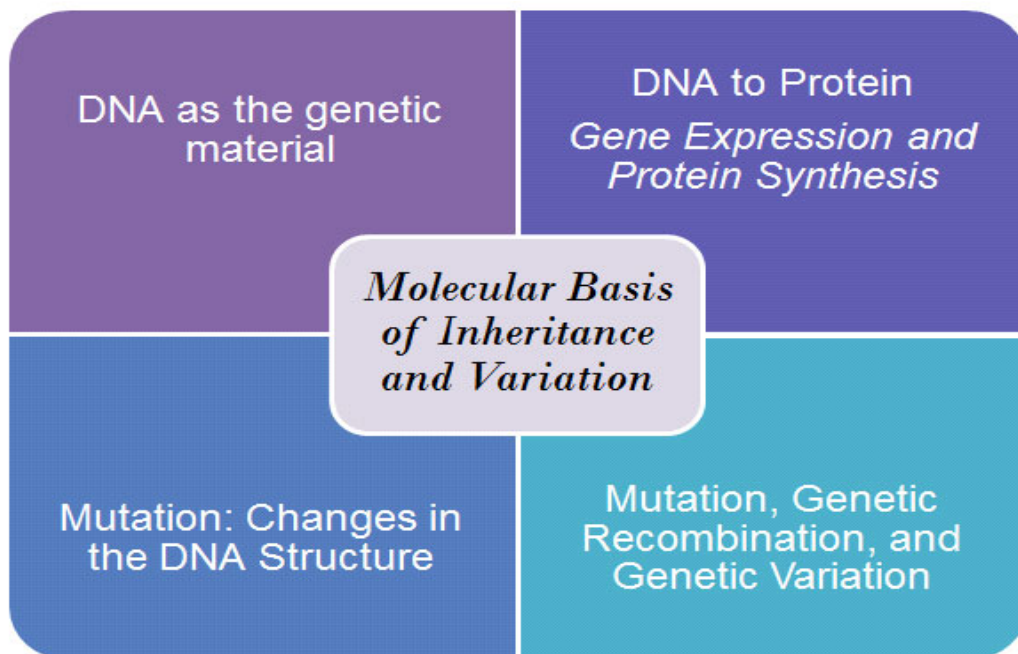 DNA as the genetic
material
DNA to Protein
Gene Expression and
Protein Synthesis
Molecular Basis
of Inheritance
and Variation
Mutation: Changes in
the DNA Structure
Mutation, Genetic
Recombination, and
Genetic Variation